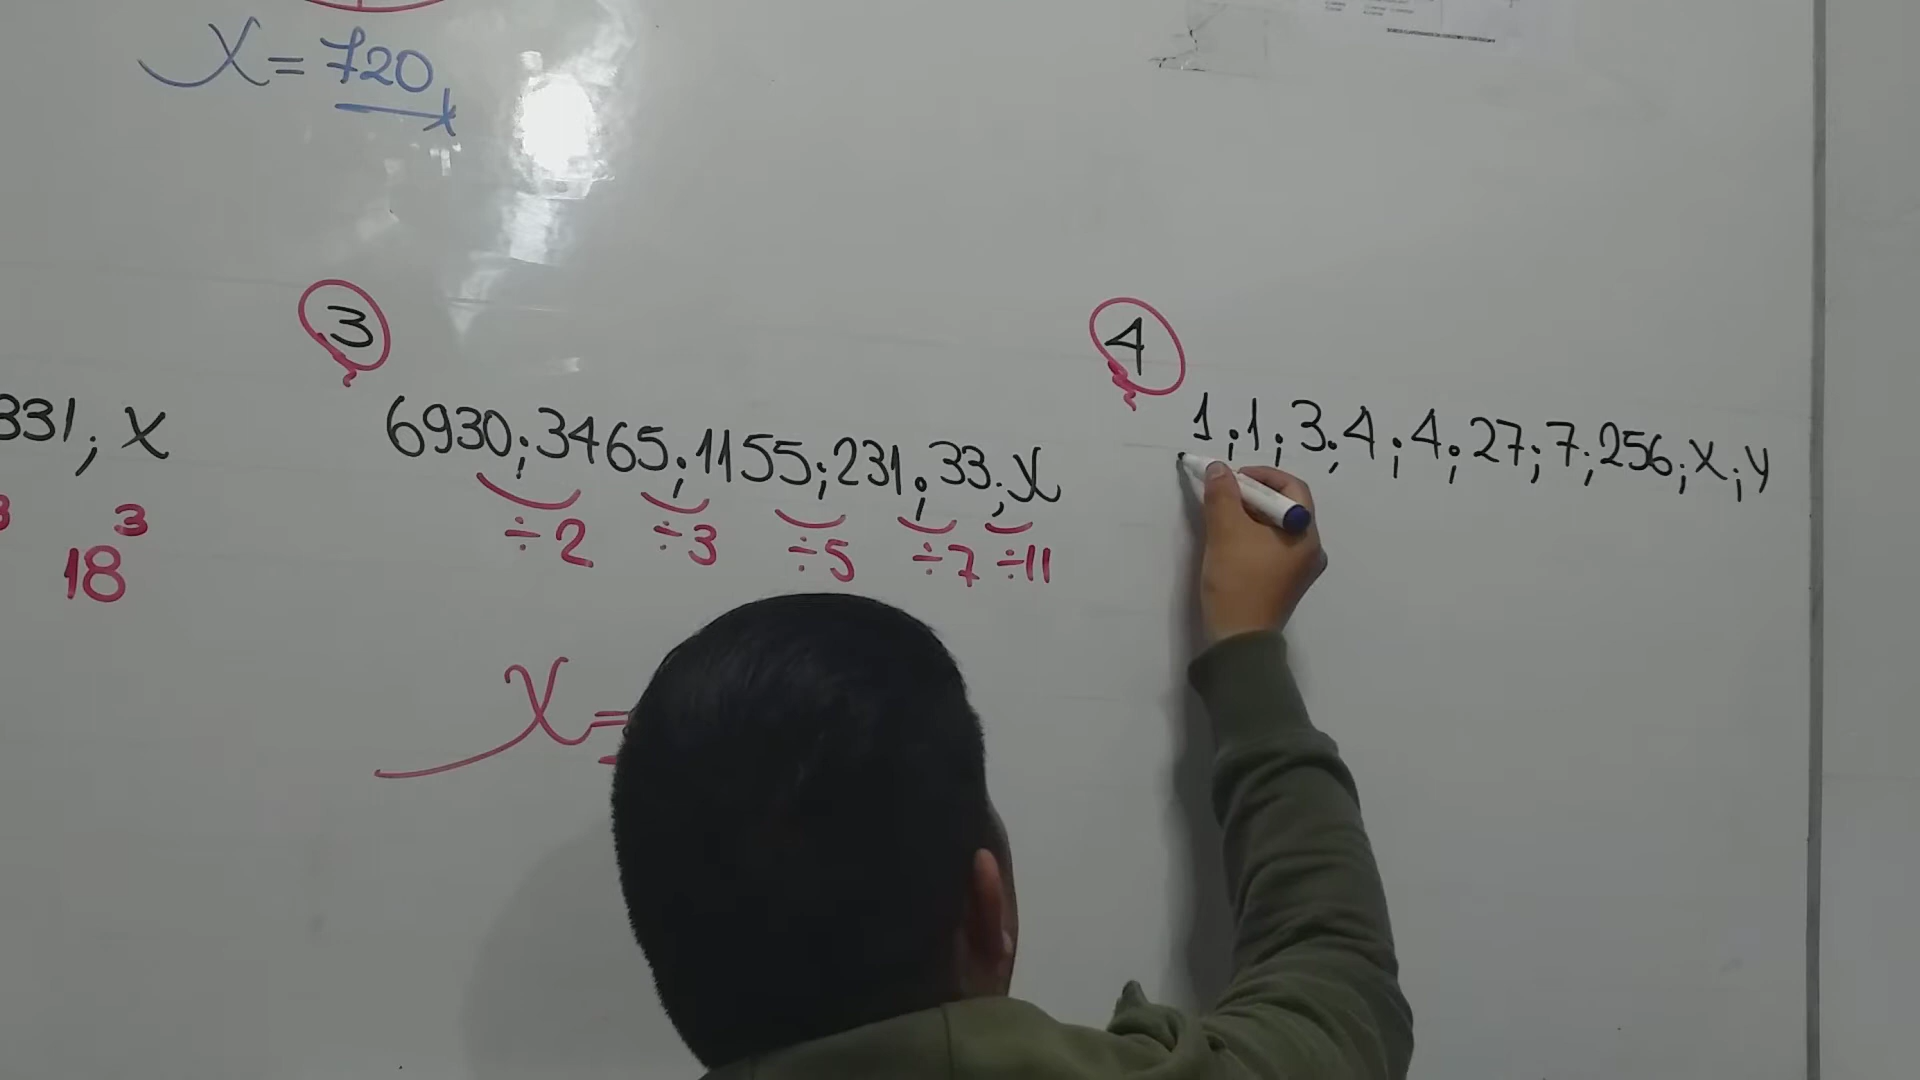 X = 720
331; X
3
18
3
6930; 3465; 1155; 231; 33; X
÷2 ÷3 ÷5 ÷7 ÷11
X =
4
1; 1; 3; 4; 4; 27; 7; 256; X; y